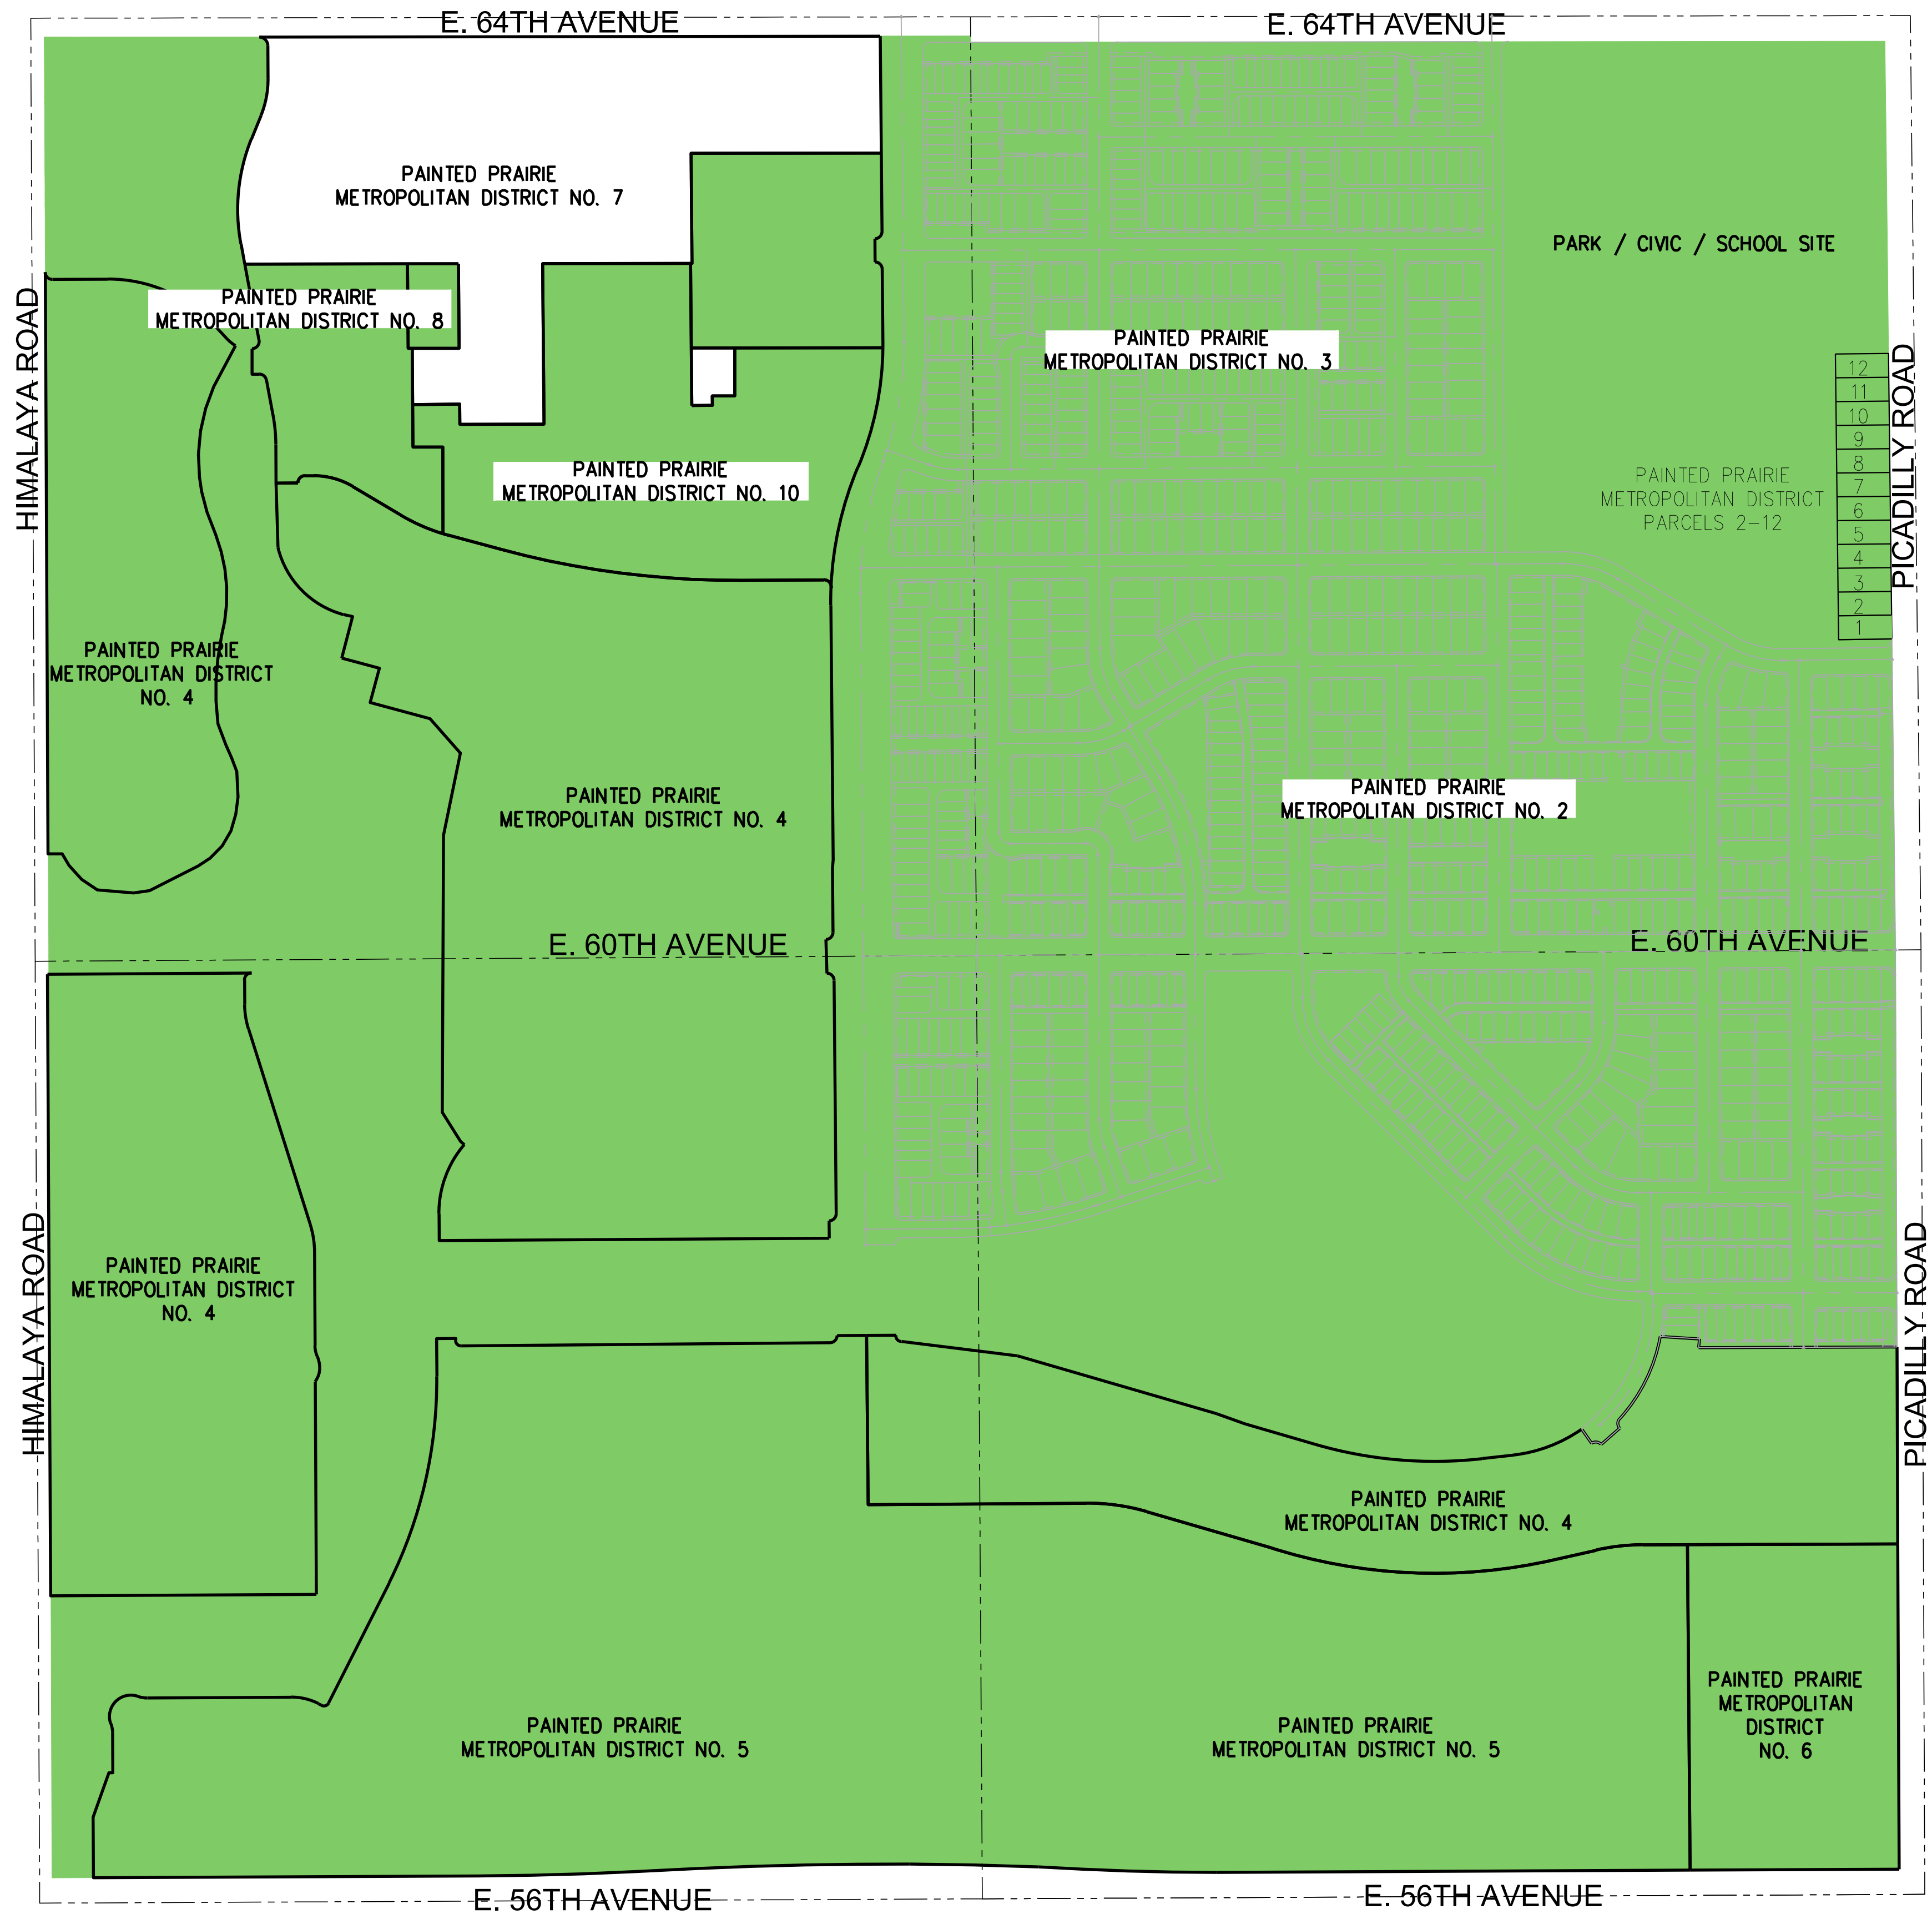 E. 64TH AVENUE
E. 64TH AVENUE
PAINTED PRAIRIE
METROPOLITAN DISTRICT NO. 7
PARK / CIVIC / SCHOOL SITE
PAINTED PRAIRIE
METROPOLITAN DISTRICT NO. 8
PAINTED PRAIRIE
METROPOLITAN DISTRICT NO. 3
HIMALAYA ROAD
PICADILLY ROAD
12
11
10
9
8
7
6
5
4
3
2
1
PAINTED PRAIRIE
METROPOLITAN DISTRICT NO. 10
PAINTED PRAIRIE
METROPOLITAN DISTRICT
PARCELS 2-12
PAINTED PRAIRIE
METROPOLITAN DISTRICT
NO. 4
PAINTED PRAIRIE
METROPOLITAN DISTRICT NO. 4
PAINTED PRAIRIE
METROPOLITAN DISTRICT NO. 2
E. 60TH AVENUE
E. 60TH AVENUE
HIMALAYA ROAD
PICADILLY ROAD
PAINTED PRAIRIE
METROPOLITAN DISTRICT
NO. 4
PAINTED PRAIRIE
METROPOLITAN DISTRICT NO. 4
PAINTED PRAIRIE
METROPOLITAN DISTRICT NO. 5
PAINTED PRAIRIE
METROPOLITAN DISTRICT NO. 5
PAINTED PRAIRIE
METROPOLITAN
DISTRICT
NO. 6
E. 56TH AVENUE
E. 56TH AVENUE